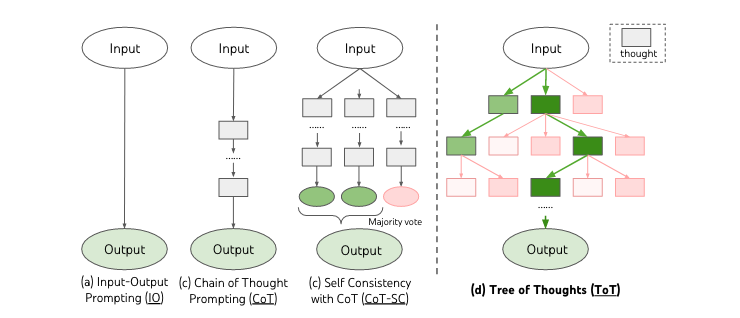 Input
Input
Input
Input
thought
......
......
......
......
......
Majority vote
Output
Output
Output
Output
(a) Input-Output
Prompting (IO)
(c) Chain of Thought
Prompting (CoT)
(c) Self Consistency
with CoT (CoT-SC)
(d) Tree of Thoughts (ToT)